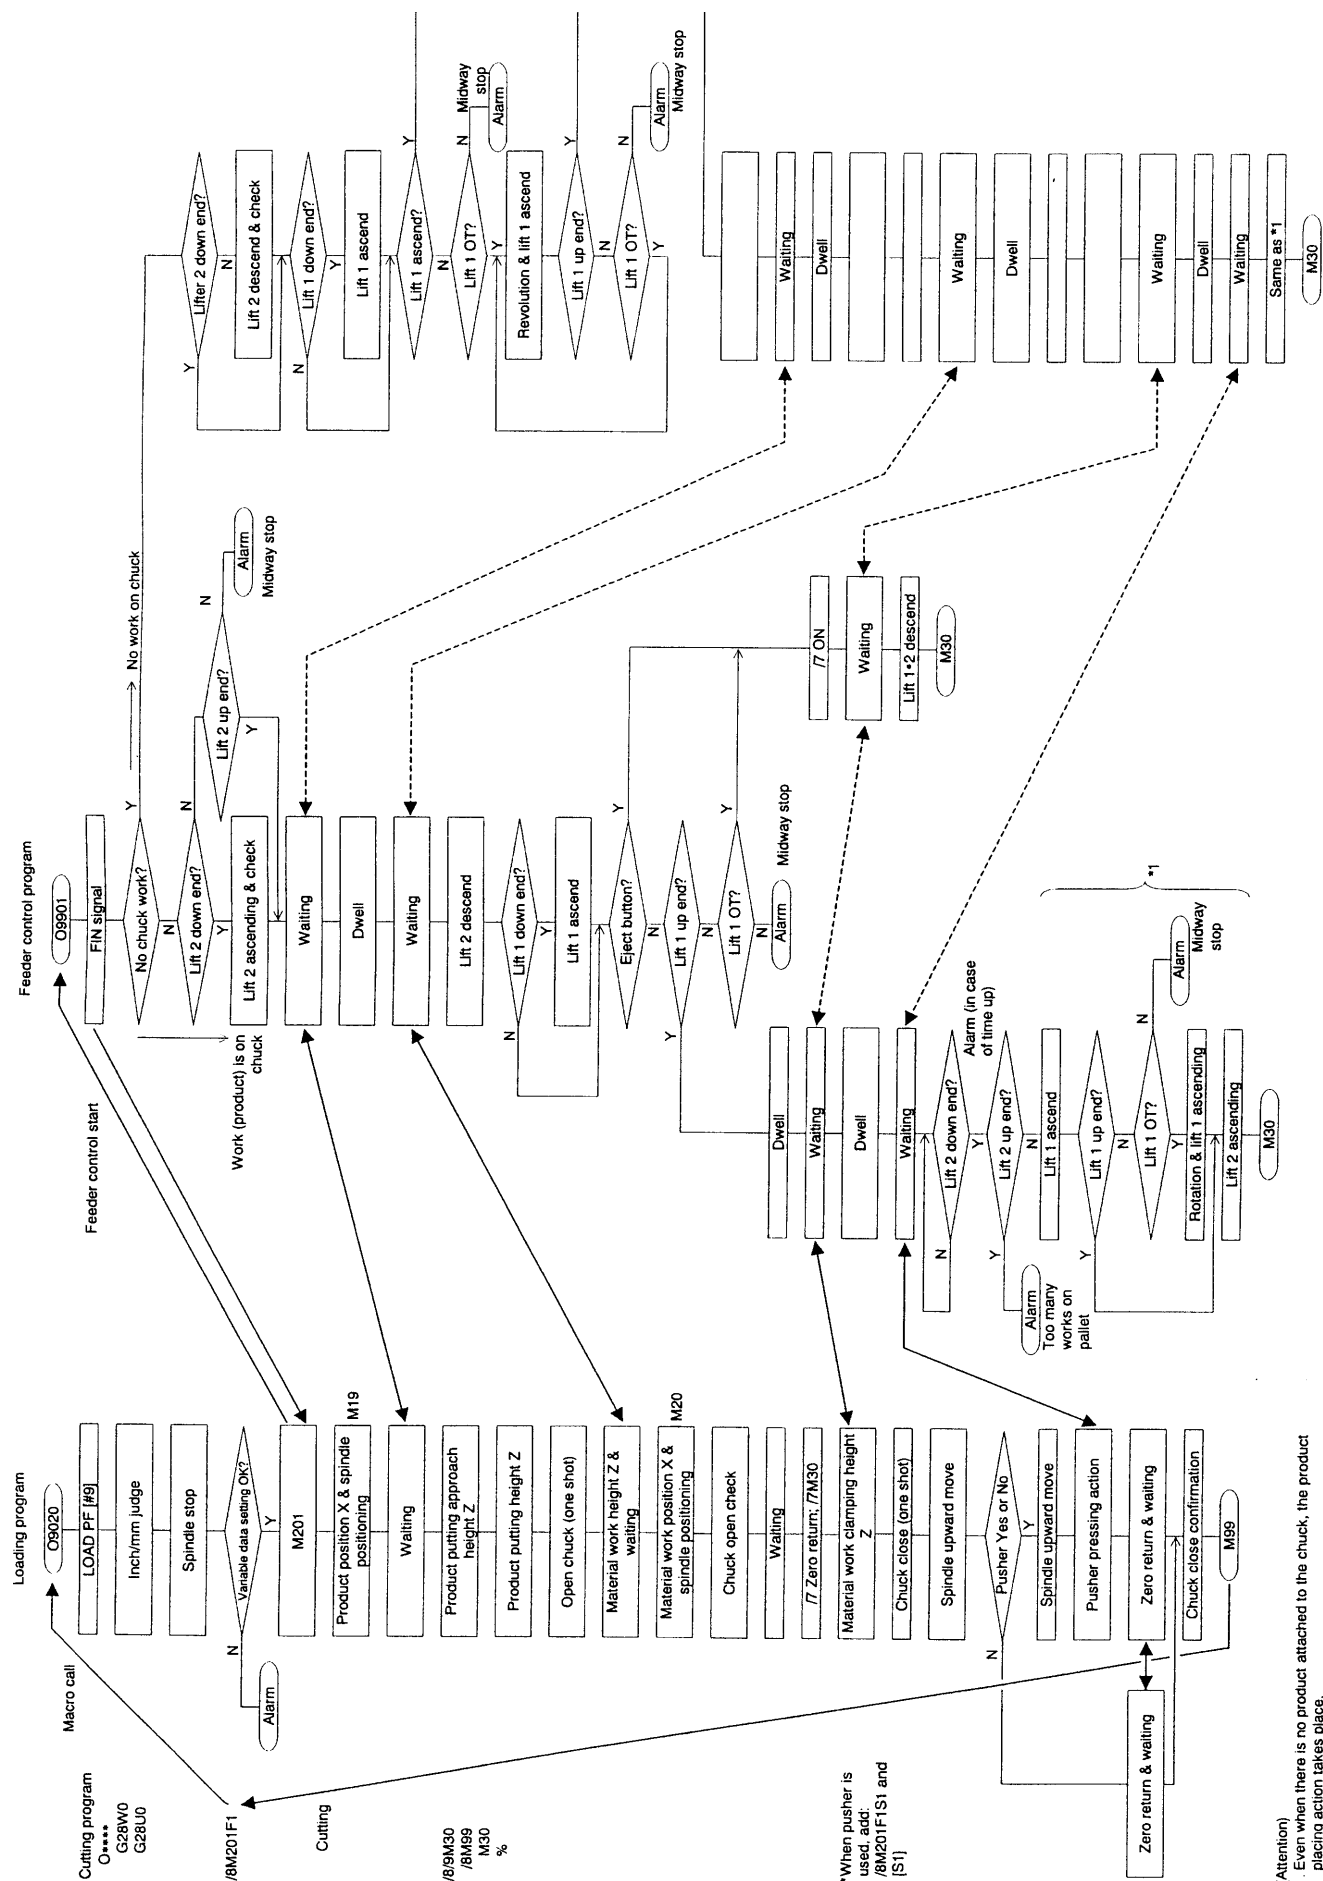 Cutting program
O****
G28W0
G28U0
/8M201F1
Cutting
/8/9M30
/8M99
M30
%
*When pusher is
used, add:
/8M201F1S1 and
[S1]
Attention)
. Even when there is no product attached to the chuck, the product
placing action takes place.
Macro call
Loading program
O9020
LOAD PF [#9]
Inch/mm judge
Spindle stop
Variable data setting OK?
N
Alarm
Y
M201
Product position X & spindle
positioning
M19
Waiting
Product putting approach
height Z
Product putting height Z
Open chuck (one shot)
Material work height Z &
waiting
Material work position X &
spindle positioning
M20
Chuck open check
Waiting
/7 Zero return; /7M30
Material work clamping height
Z
Chuck close (one shot)
Spindle upward move
Pusher Yes or No
N
Y
Spindle upward move
Pusher pressing action
Zero return & waiting
Zero return & waiting
Chuck close confirmation
M99
Feeder control start
Feeder control program
O9901
FIN signal
No chuck work?
Y
No work on chuck
N
Work (product) is on
chuck
Lift 2 down end?
N
Y
Lift 2 up end?
N
Alarm
Midway stop
Y
Lift 2 ascending & check
Waiting
Dwell
Waiting
Lift 2 descend
Lift 1 down end?
N
Y
Lift 1 ascend
Eject button?
Y
N
Lift 1 up end?
Y
N
Lift 1 OT?
Y
N
Alarm
Midway stop
/7 ON
Waiting
Lift 1•2 descend
M30
Dwell
Waiting
Dwell
Waiting
Lift 2 down end?
N
Y
Alarm (in case
of time up)
Lift 2 up end?
Y
Alarm
Too many
works on
pallet
N
Lift 1 ascend
Lift 1 up end?
Y
N
Lift 1 OT?
N
Alarm
Midway
stop
Y
Rotation & lift 1 ascending
Lift 2 ascending
M30
*1
Lifter 2 down end?
Y
N
Lift 2 descend & check
Lift 1 down end?
N
Y
Lift 1 ascend
Lift 1 ascend?
Y
N
Lift 1 OT?
N
Midway
stop
Alarm
Y
Revolution & lift 1 ascend
Lift 1 up end?
Y
N
Lift 1 OT?
N
Alarm
Midway stop
Y
Waiting
Dwell
Waiting
Dwell
Waiting
Dwell
Waiting
Same as *1
M30